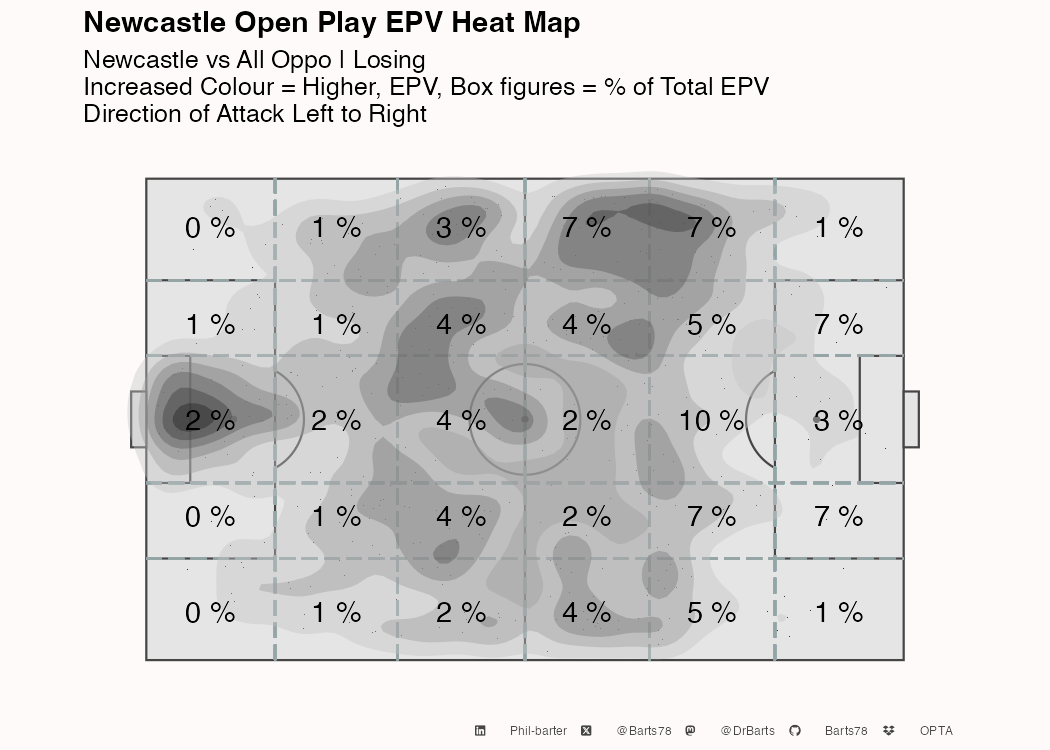 Newcastle Open Play EPV Heat Map
Newcastle vs All Oppo | Losing
Increased Colour = Higher, EPV, Box figures = % of Total EPV
Direction of Attack Left to Right
0 % 1 % 3 % 7 % 7 % 1 %
1 % 1 % 4 % 4 % 5 % 7 %
2 % 2 % 4 % 2 % 10 % 3 %
0 % 1 % 4 % 2 % 7 % 7 %
0 % 1 % 2 % 4 % 5 % 1 %
Phil-barter @Barts78 @DrBarts Barts78 OPTA